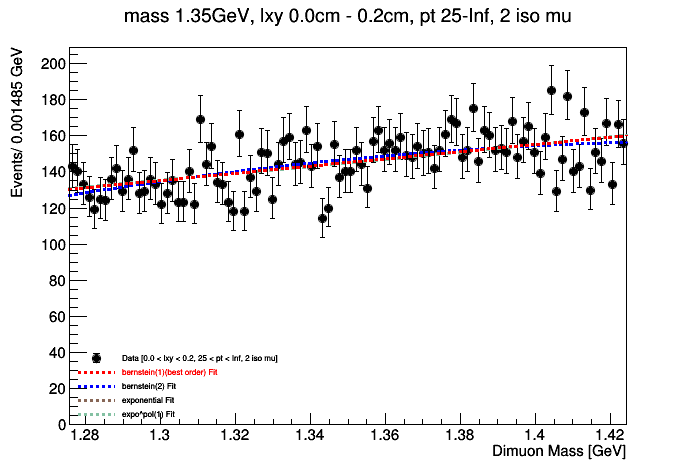 mass 1.35GeV, lxy 0.0cm - 0.2cm, pt 25-Inf, 2 iso mu
Events/ 0.001485 GeV
200
180
160
140
120
100
80
60
40
20
0
Data [0.0 < lxy < 0.2, 25 < pt < Inf, 2 iso mu]
bernstein(1)(best order) Fit
bernstein(2) Fit
exponential Fit
expo*pol(1) Fit
1.28
1.3
1.32
1.34
1.36
1.38
1.4
1.42
Dimuon Mass [GeV]